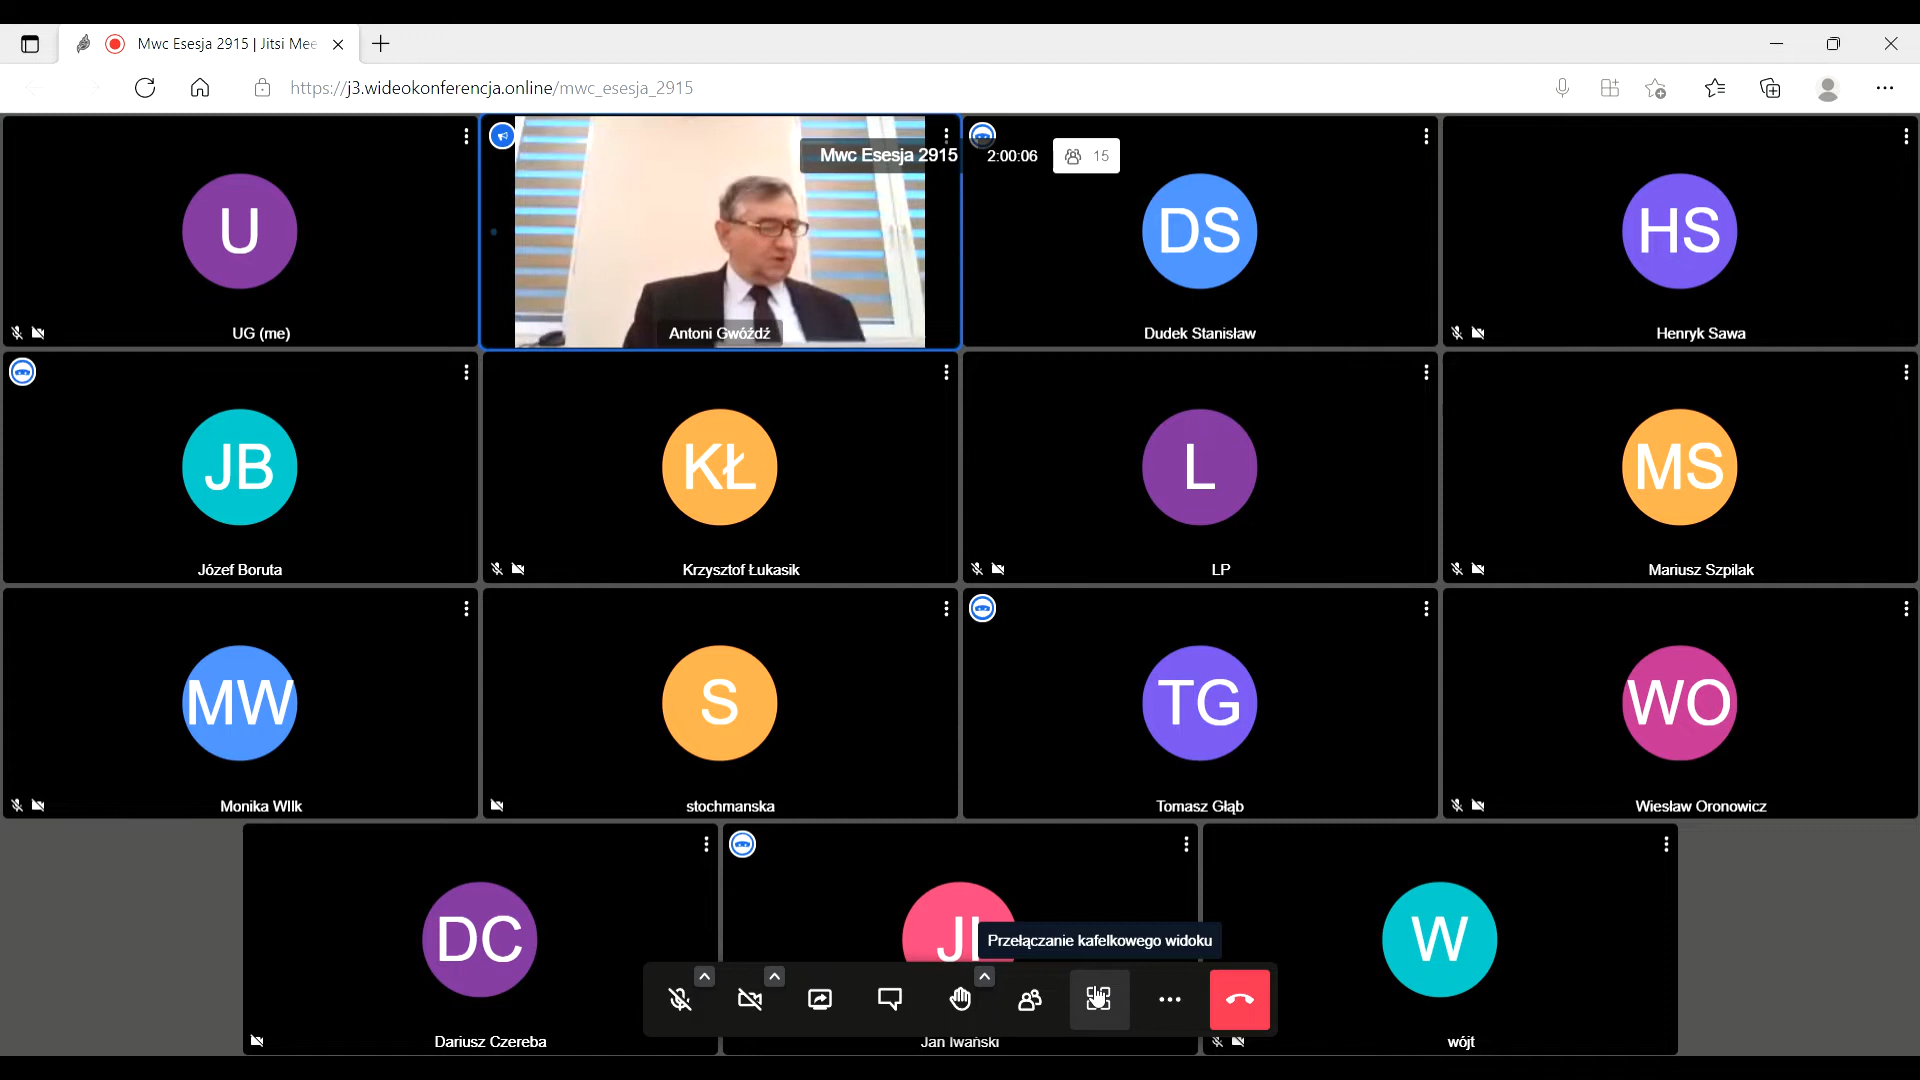 Mwc Esesja 2915 | Jitsi Mee
https://j3.wideokonferencja.online/mwc_esesja_2915
Mwc Esesja 2915 2:00:06 15
U DS HS
UG (me) Antoni Gwóźdź Dudek Stanisław Henryk Sawa
JB KŁ L MS
Józef Boruta Krzysztof Łukasik LP Mariusz Szpilak
MW S TG WO
Monika WIlk stochmanska Tomasz Głąb Wiesław Oronowicz
DC JI W
Przełączanie kafelkowego widoku
Dariusz Czereba Jan Iwański wójt